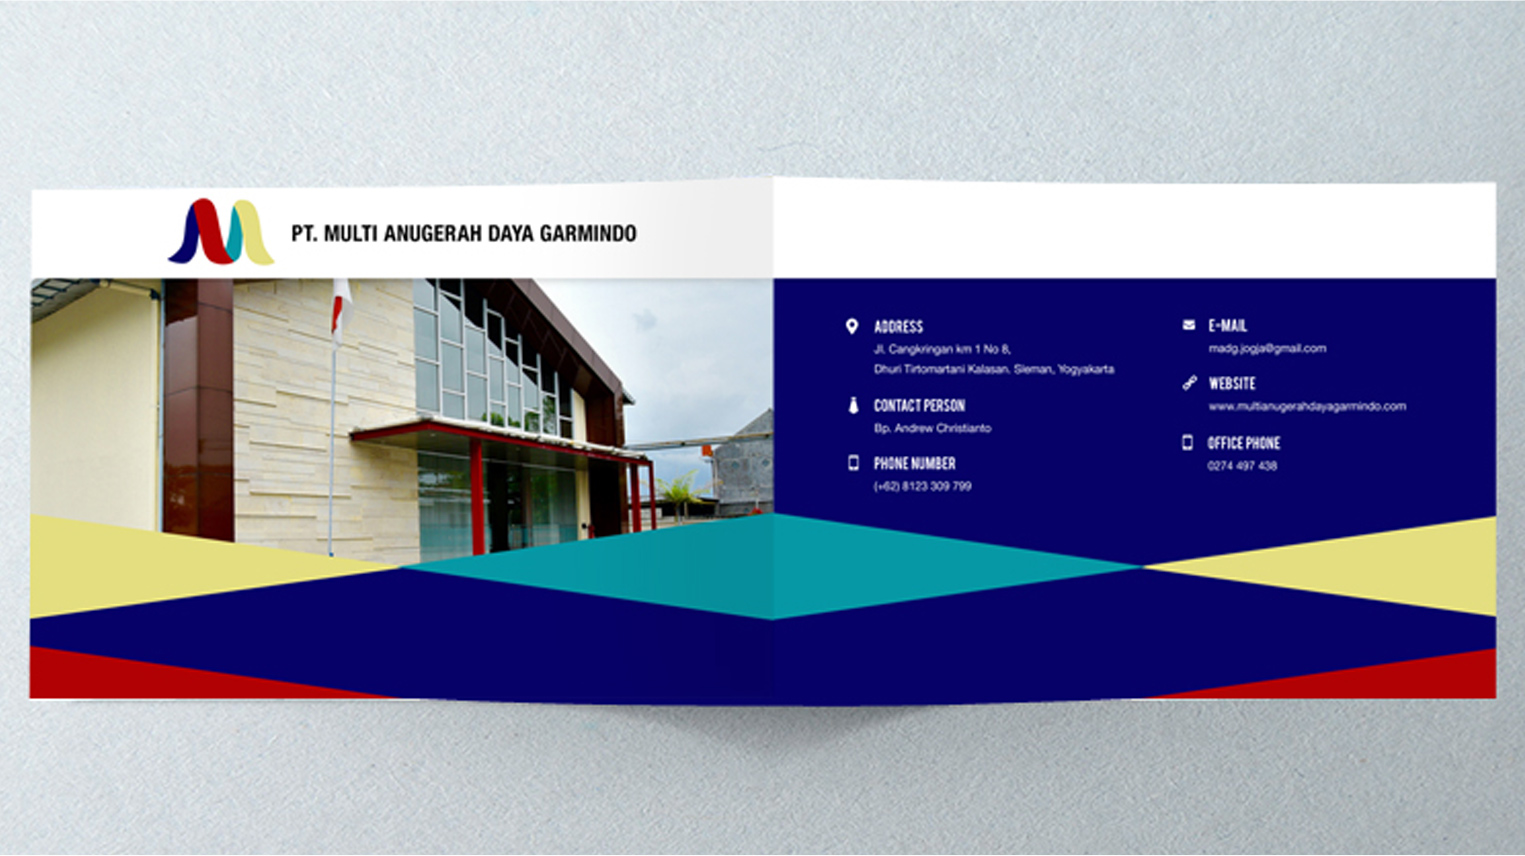 PT. MULTI ANUGERAH DAYA GARMINDO
ADDRESS
Jl. Cangkringan km 1 No 8,
Dhuri Tirtomartani Kalasan. Sleman, Yogyakarta
CONTACT PERSON
Bp. Andrew Christianto
PHONE NUMBER
(+62) 8123 309 799
E-MAIL
madg.jogja@gmail.com
WEBSITE
www.multianugerahdayagarmindo.com
OFFICE PHONE
0274 497 438